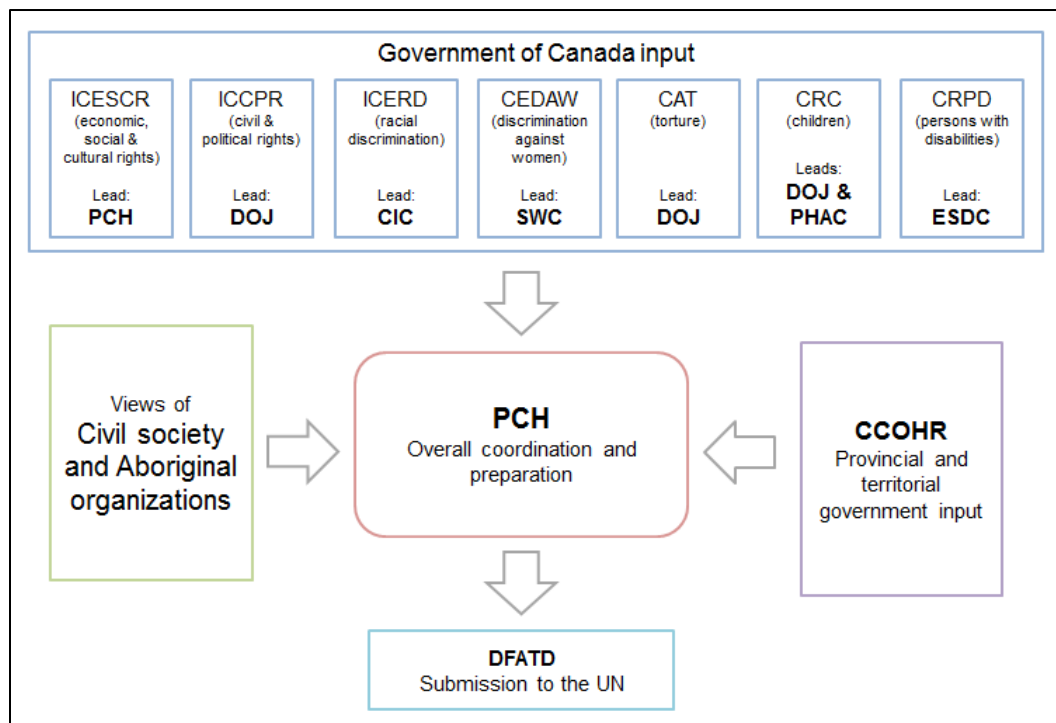 Government of Canada input
ICESCR
(economic,
social &
cultural rights)
Lead:
PCH
ICCPR
(civil &
political rights)
Lead:
DOJ
ICERD
(racial
discrimination)
Lead:
CIC
CEDAW
(discrimination
against
women)
Lead:
SWC
CAT
(torture)
Lead:
DOJ
CRC
(children)
Leads:
DOJ &
PHAC
CRPD
(persons with
disabilities)
Lead:
ESDC
Views of
Civil society
and Aboriginal
organizations
PCH
Overall coordination and
preparation
CCOHR
Provincial and
territorial
government input
DFATD
Submission to the UN